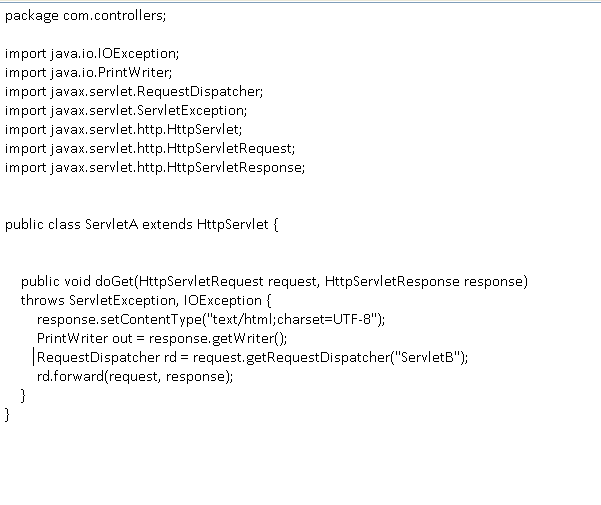 package com.controllers;
import java.io.IOException;
import java.io.PrintWriter;
import javax.servlet.RequestDispatcher;
import javax.servlet.ServletException;
import javax.servlet.http.HttpServlet;
import javax.servlet.http.HttpServletRequest;
import javax.servlet.http.HttpServletResponse;
public class ServletA extends HttpServlet {
public void doGet(HttpServletRequest request, HttpServletResponse response)
throws ServletException, IOException {
response.setContentType("text/html;charset=UTF-8");
PrintWriter out = response.getWriter();
RequestDispatcher rd = request.getRequestDispatcher("ServletB");
rd.forward(request, response);
}
}